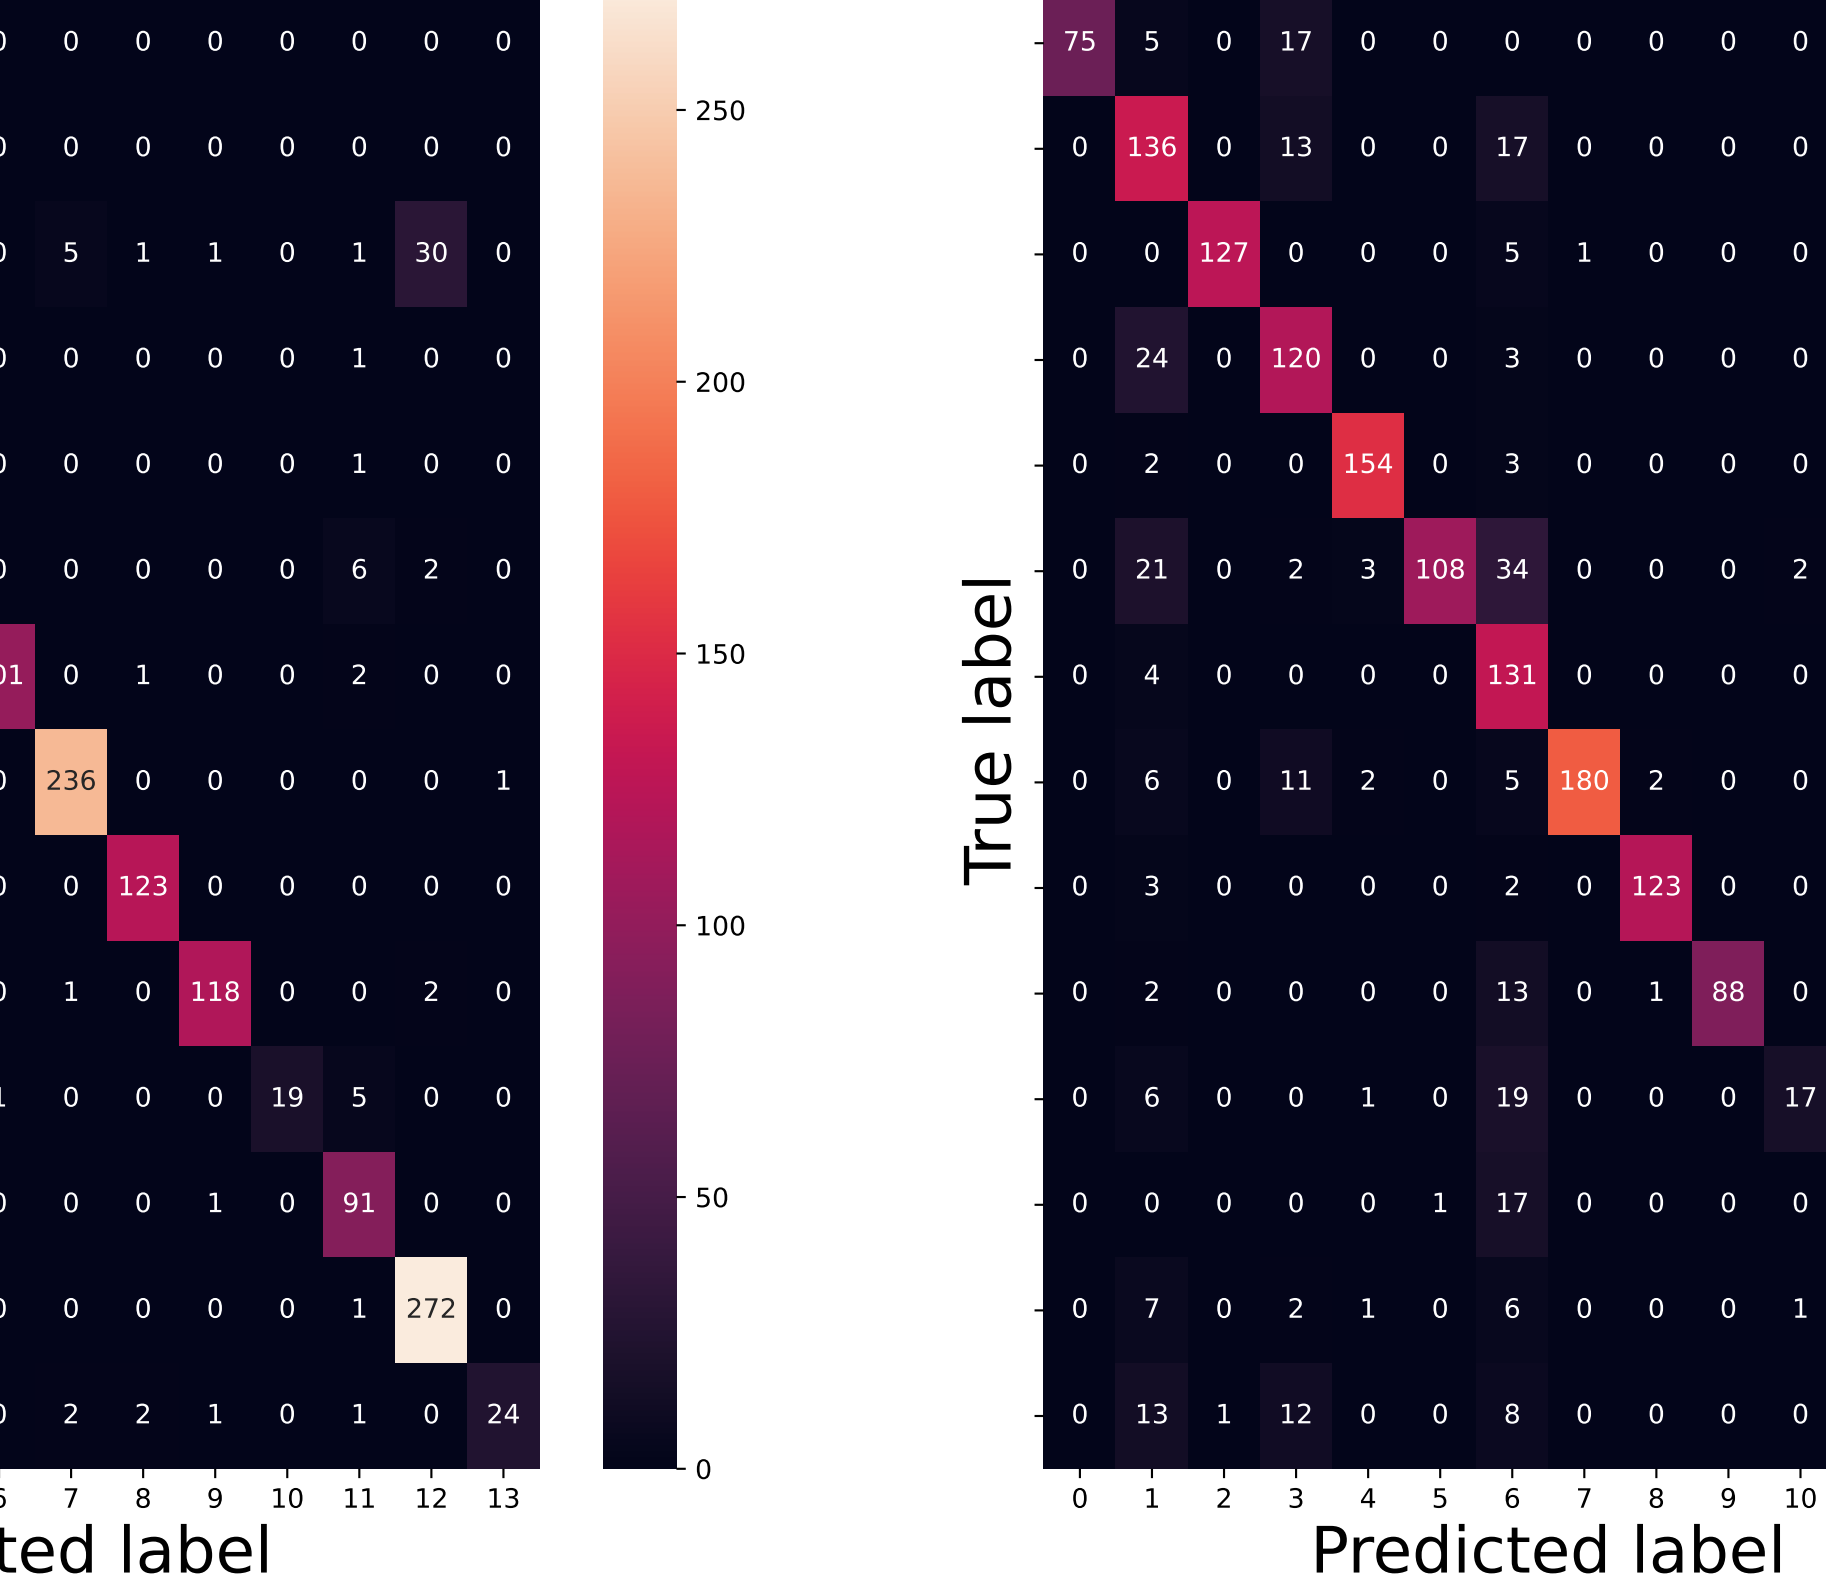 0 0 0 0 0 0 0
0 0 0 0 0 0 0
5 1 1 0 1 30 0
0 0 0 0 1 0 0
0 0 0 0 1 0 0
0 0 0 0 6 2 0
0 1 0 0 2 0 0
236 0 0 0 0 0 1
0 123 0 0 0 0 0
1 0 118 0 0 2 0
0 0 0 19 5 0 0
0 0 1 0 91 0 0
0 0 0 0 1 272 0
2 2 1 0 1 0 24
7 8 9 10 11 12 13
label
250
200
150
100
50
0
True label
75 5 0 17 0 0 0 0 0 0 0
0 136 0 13 0 0 17 0 0 0 0
0 0 127 0 0 0 5 1 0 0 0
0 24 0 120 0 0 3 0 0 0 0
0 2 0 0 154 0 3 0 0 0 0
0 21 0 2 3 108 34 0 0 0 2
0 4 0 0 0 0 131 0 0 0 0
0 6 0 11 2 0 5 180 2 0 0
0 3 0 0 0 0 2 0 123 0 0
0 2 0 0 0 0 13 0 1 88 0
0 6 0 0 1 0 19 0 0 0 17
0 0 0 0 0 1 17 0 0 0 0
0 7 0 2 1 0 6 0 0 0 1
0 13 1 12 0 0 8 0 0 0 0
0 1 2 3 4 5 6 7 8 9 10
Predicted label